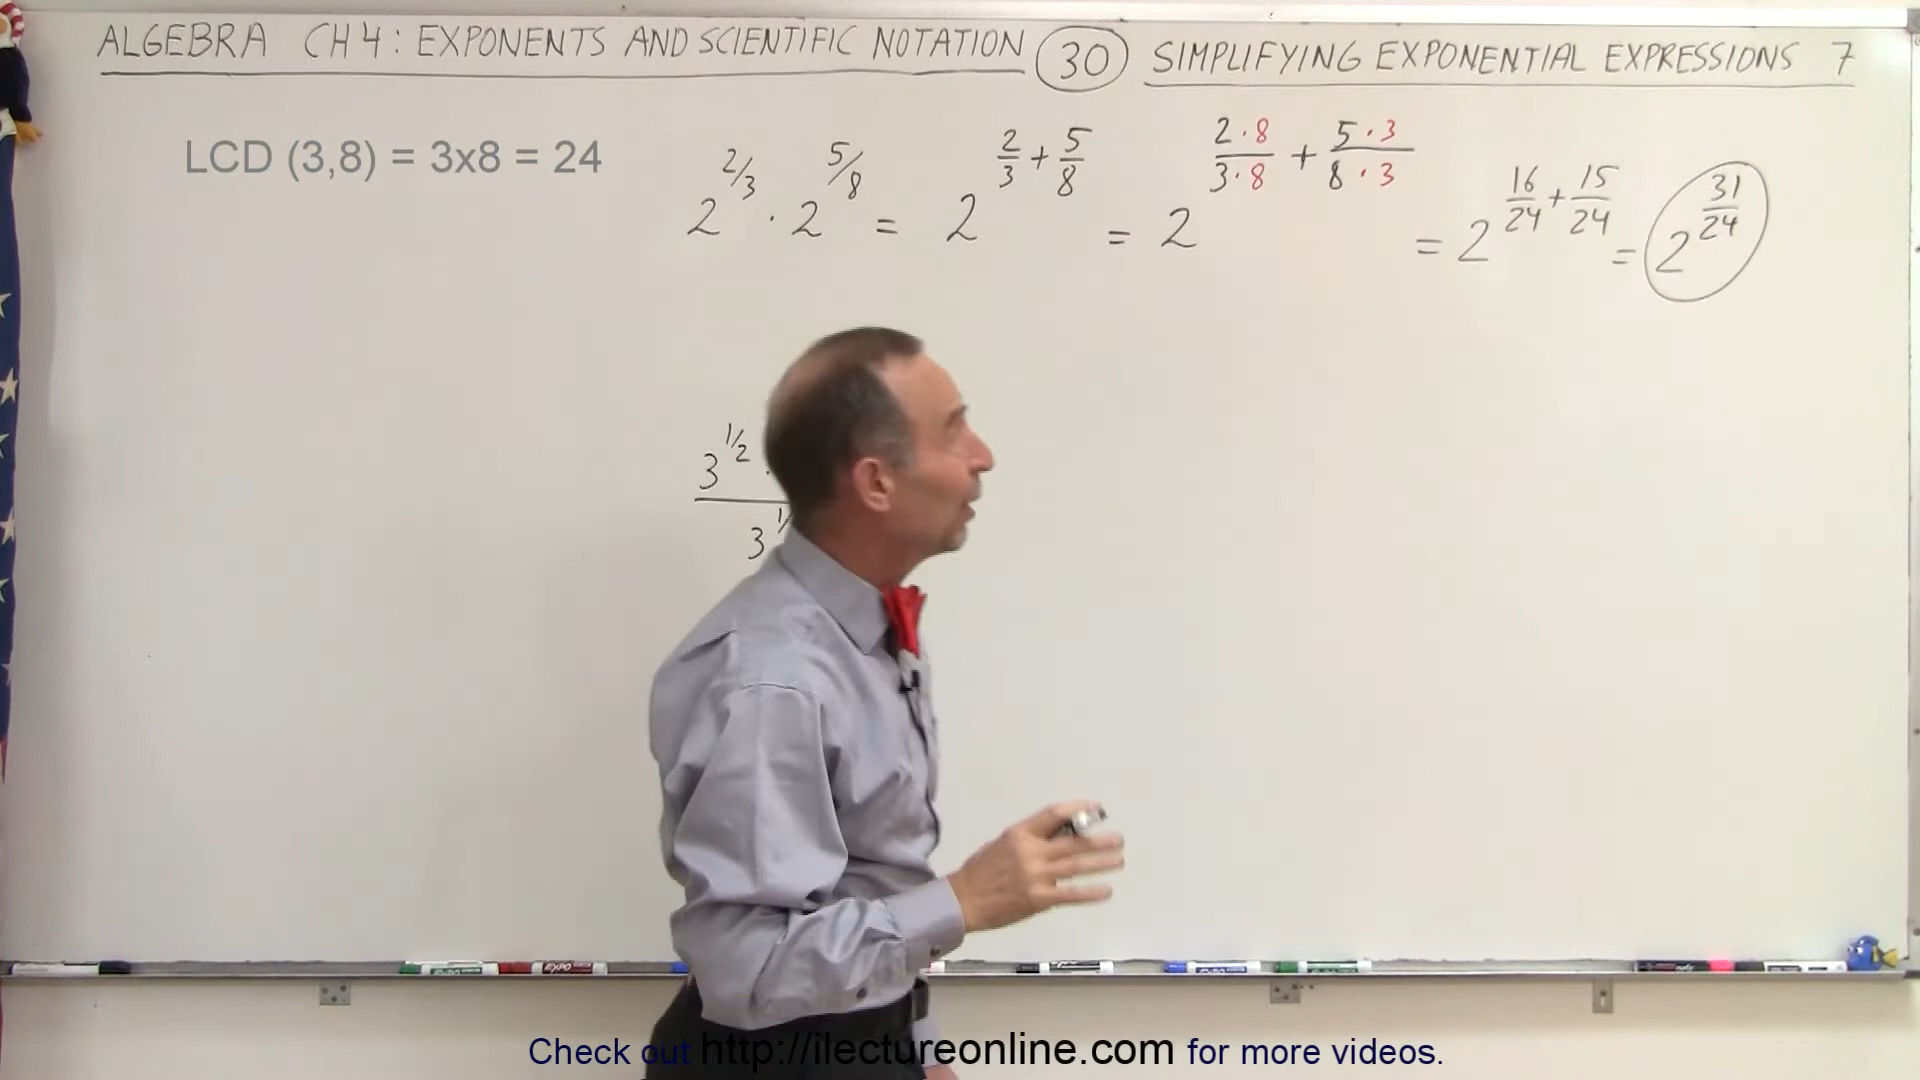 ALGEBRA CH 4: EXPONENTS AND SCIENTIFIC NOTATION 30 SIMPLIFYING EXPONENTIAL EXPRESSIONS 7
LCD (3,8) = 3x8 = 24
2^(2/3) · 2^(5/8) = 2^(2/3 + 5/8) = 2^((2·8)/(3·8) + (5·3)/(8·3)) = 2^(16/24 + 15/24) = 2^(31/24)
3^(1/2) ·
3
Check out http://ilectureonline.com for more videos.